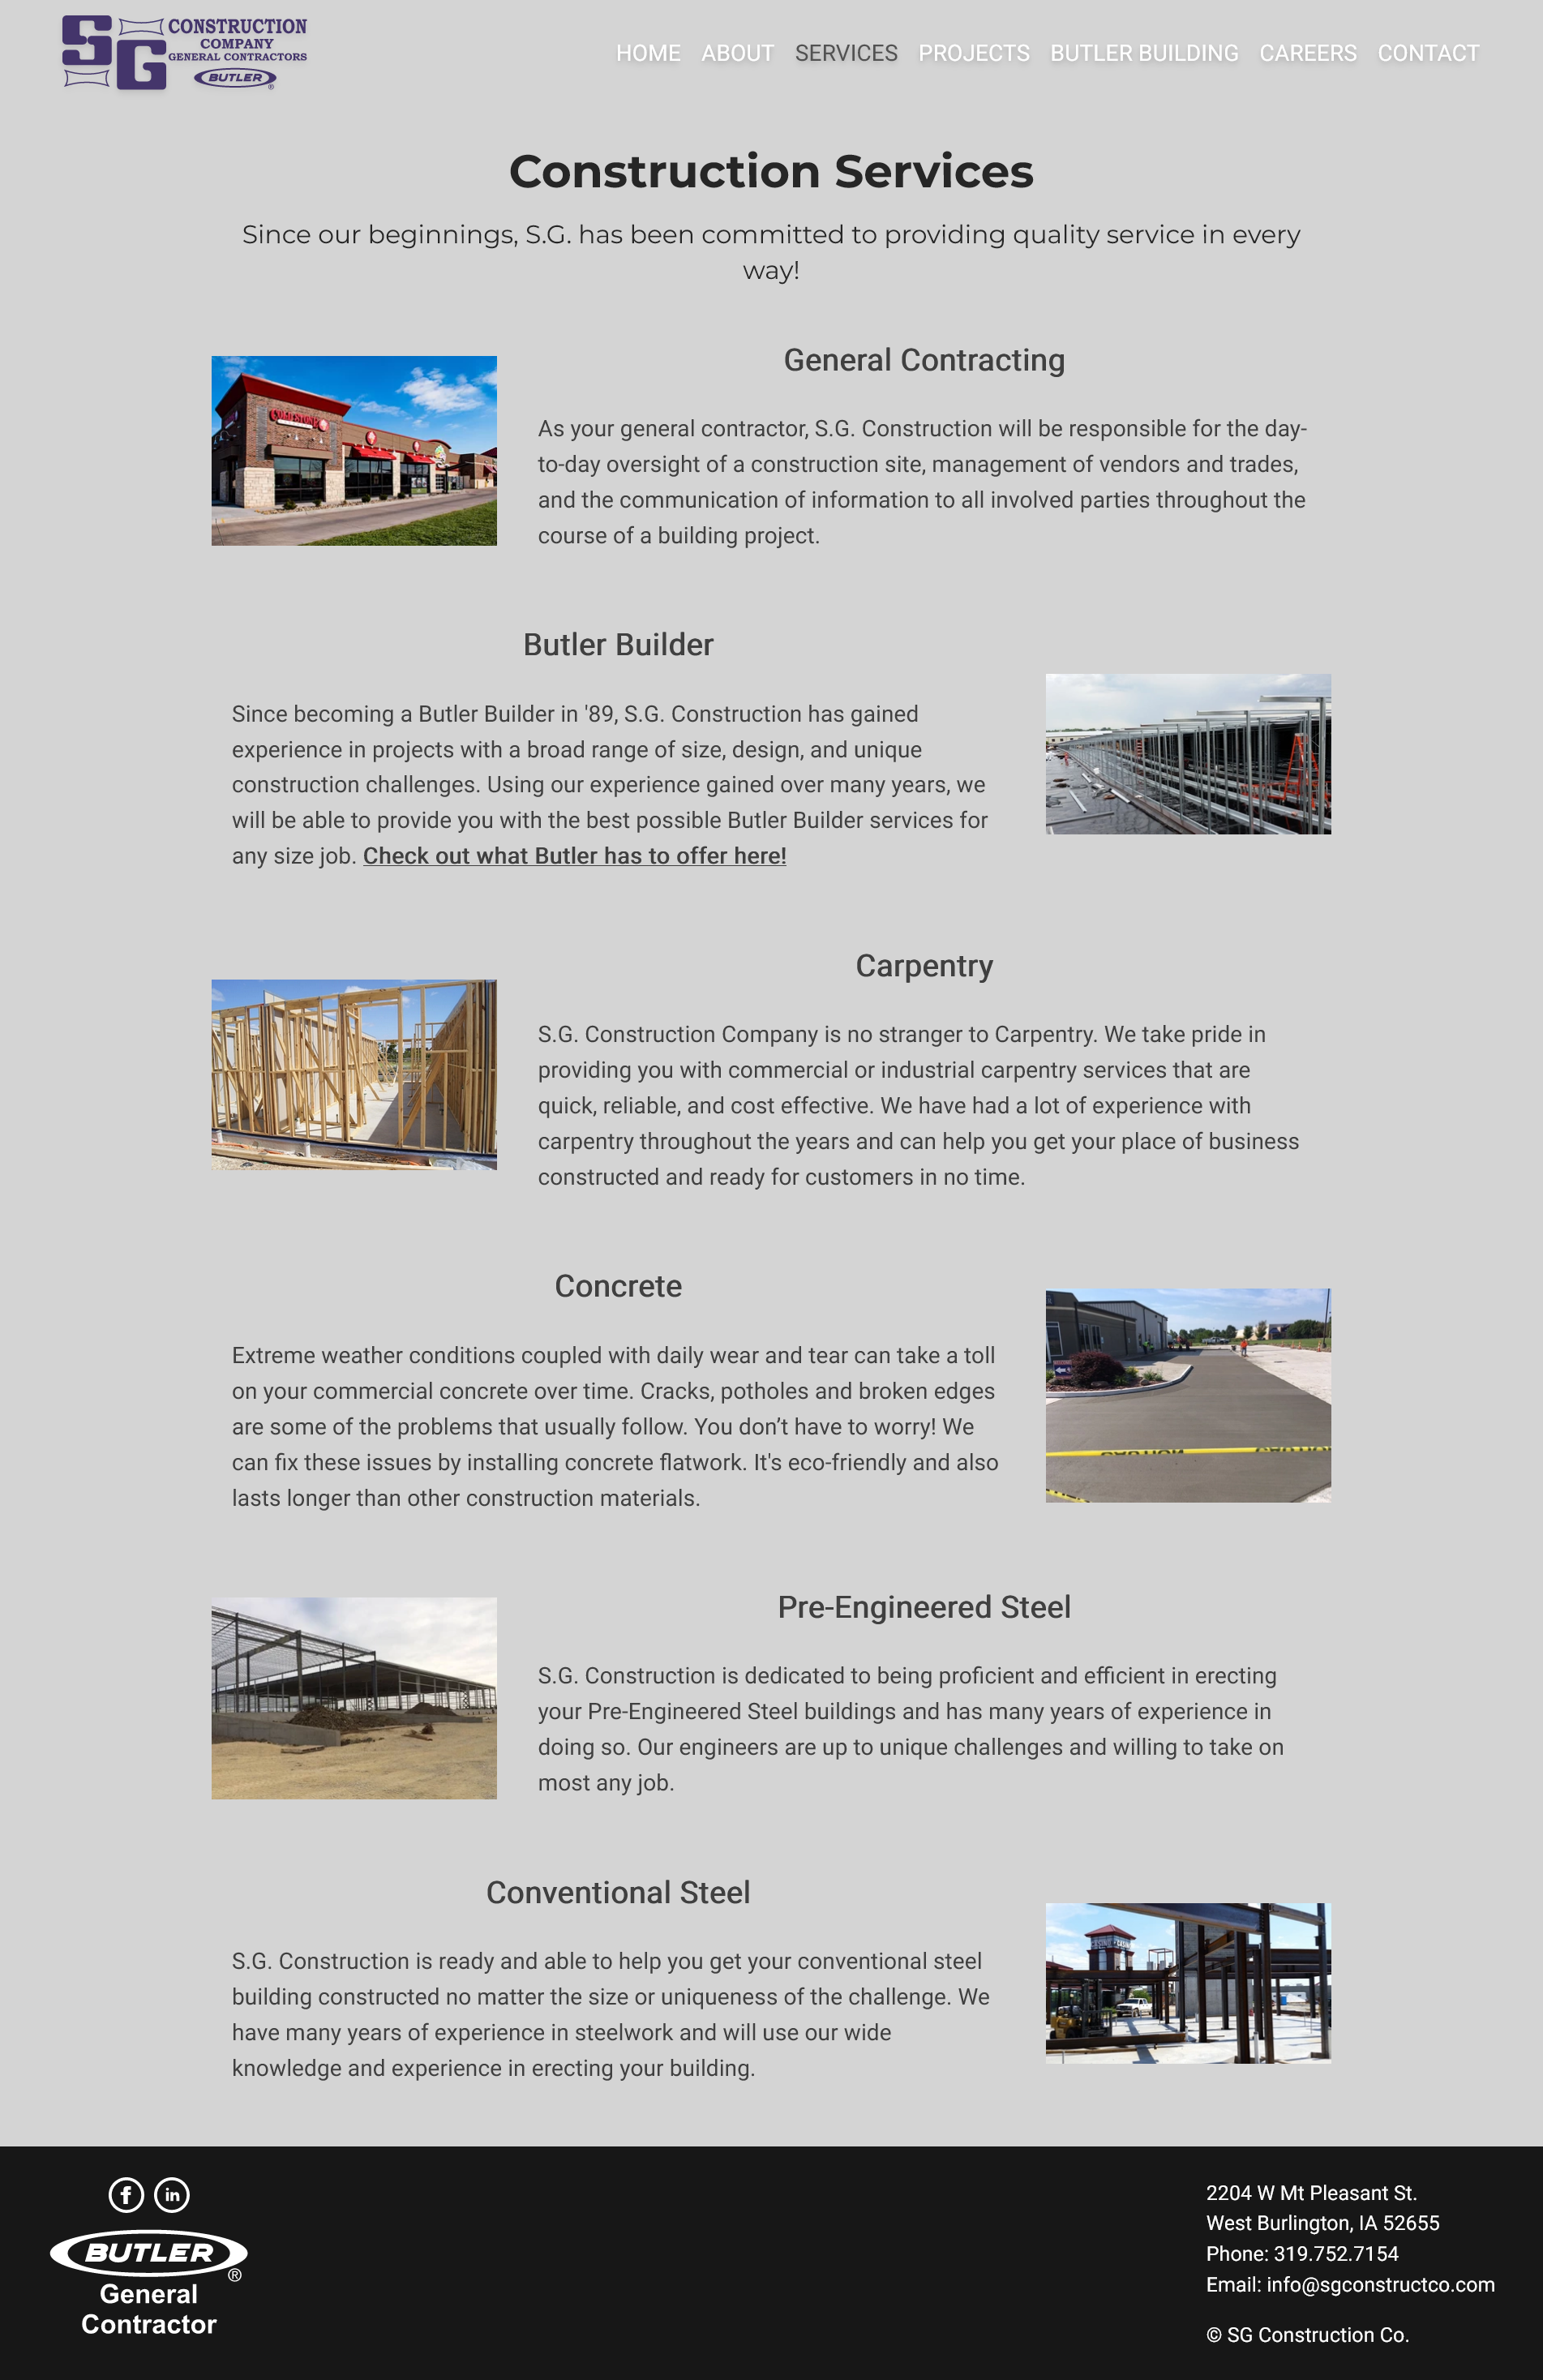 SG CONSTRUCTION
COMPANY
GENERAL CONTRACTORS
BUTLER®
HOME ABOUT SERVICES PROJECTS BUTLER BUILDING CAREERS CONTACT
Construction Services
Since our beginnings, S.G. has been committed to providing quality service in every
way!
General Contracting
As your general contractor, S.G. Construction will be responsible for the day-
to-day oversight of a construction site, management of vendors and trades,
and the communication of information to all involved parties throughout the
course of a building project.
Butler Builder
Since becoming a Butler Builder in '89, S.G. Construction has gained
experience in projects with a broad range of size, design, and unique
construction challenges. Using our experience gained over many years, we
will be able to provide you with the best possible Butler Builder services for
any size job. Check out what Butler has to offer here!
Carpentry
S.G. Construction Company is no stranger to Carpentry. We take pride in
providing you with commercial or industrial carpentry services that are
quick, reliable, and cost effective. We have had a lot of experience with
carpentry throughout the years and can help you get your place of business
constructed and ready for customers in no time.
Concrete
Extreme weather conditions coupled with daily wear and tear can take a toll
on your commercial concrete over time. Cracks, potholes and broken edges
are some of the problems that usually follow. You don’t have to worry! We
can fix these issues by installing concrete flatwork. It's eco-friendly and also
lasts longer than other construction materials.
Pre-Engineered Steel
S.G. Construction is dedicated to being proficient and efficient in erecting
your Pre-Engineered Steel buildings and has many years of experience in
doing so. Our engineers are up to unique challenges and willing to take on
most any job.
Conventional Steel
S.G. Construction is ready and able to help you get your conventional steel
building constructed no matter the size or uniqueness of the challenge. We
have many years of experience in steelwork and will use our wide
knowledge and experience in erecting your building.
BUTLER®
General
Contractor
2204 W Mt Pleasant St.
West Burlington, IA 52655
Phone: 319.752.7154
Email: info@sgconstructco.com
© SG Construction Co.